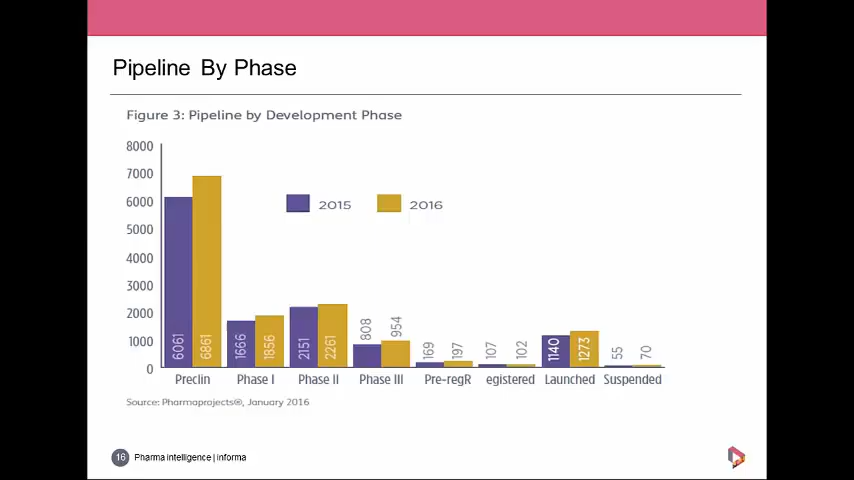 Pipeline By Phase
Figure 3: Pipeline by Development Phase
8000
7000
6000
5000
4000
3000
2000
1000
0
2015 2016
6061 6861 1666 1856 2151 2261 808 954 169 197 107 102 1140 1273 55 70
Preclin Phase I Phase II Phase III Pre-regR egistered Launched Suspended
Source: Pharmaprojects®, January 2016
16 Pharma intelligence | informa